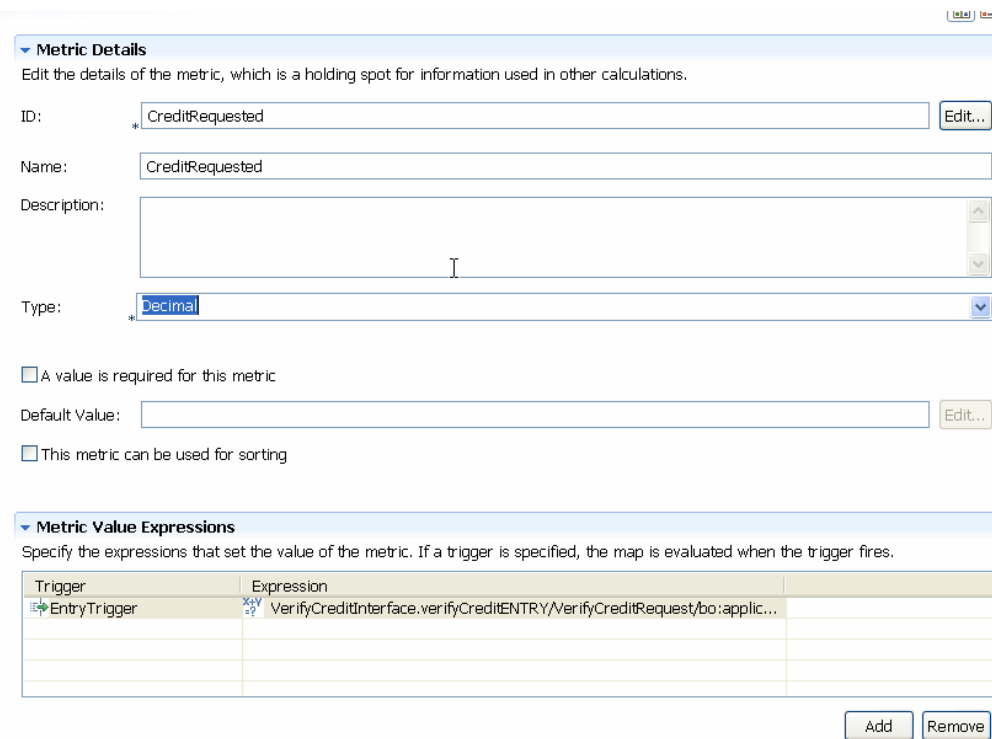 Metric Details
Edit the details of the metric, which is a holding spot for information used in other calculations.
ID: * CreditRequested Edit...
Name: CreditRequested
Description:
Type: * Decimal
A value is required for this metric
Default Value: Edit...
This metric can be used for sorting
Metric Value Expressions
Specify the expressions that set the value of the metric. If a trigger is specified, the map is evaluated when the trigger fires.
Trigger Expression
EntryTrigger X+Y =? VerifyCreditInterface.verifyCreditENTRY/VerifyCreditRequest/bo:applic...
Add Remove